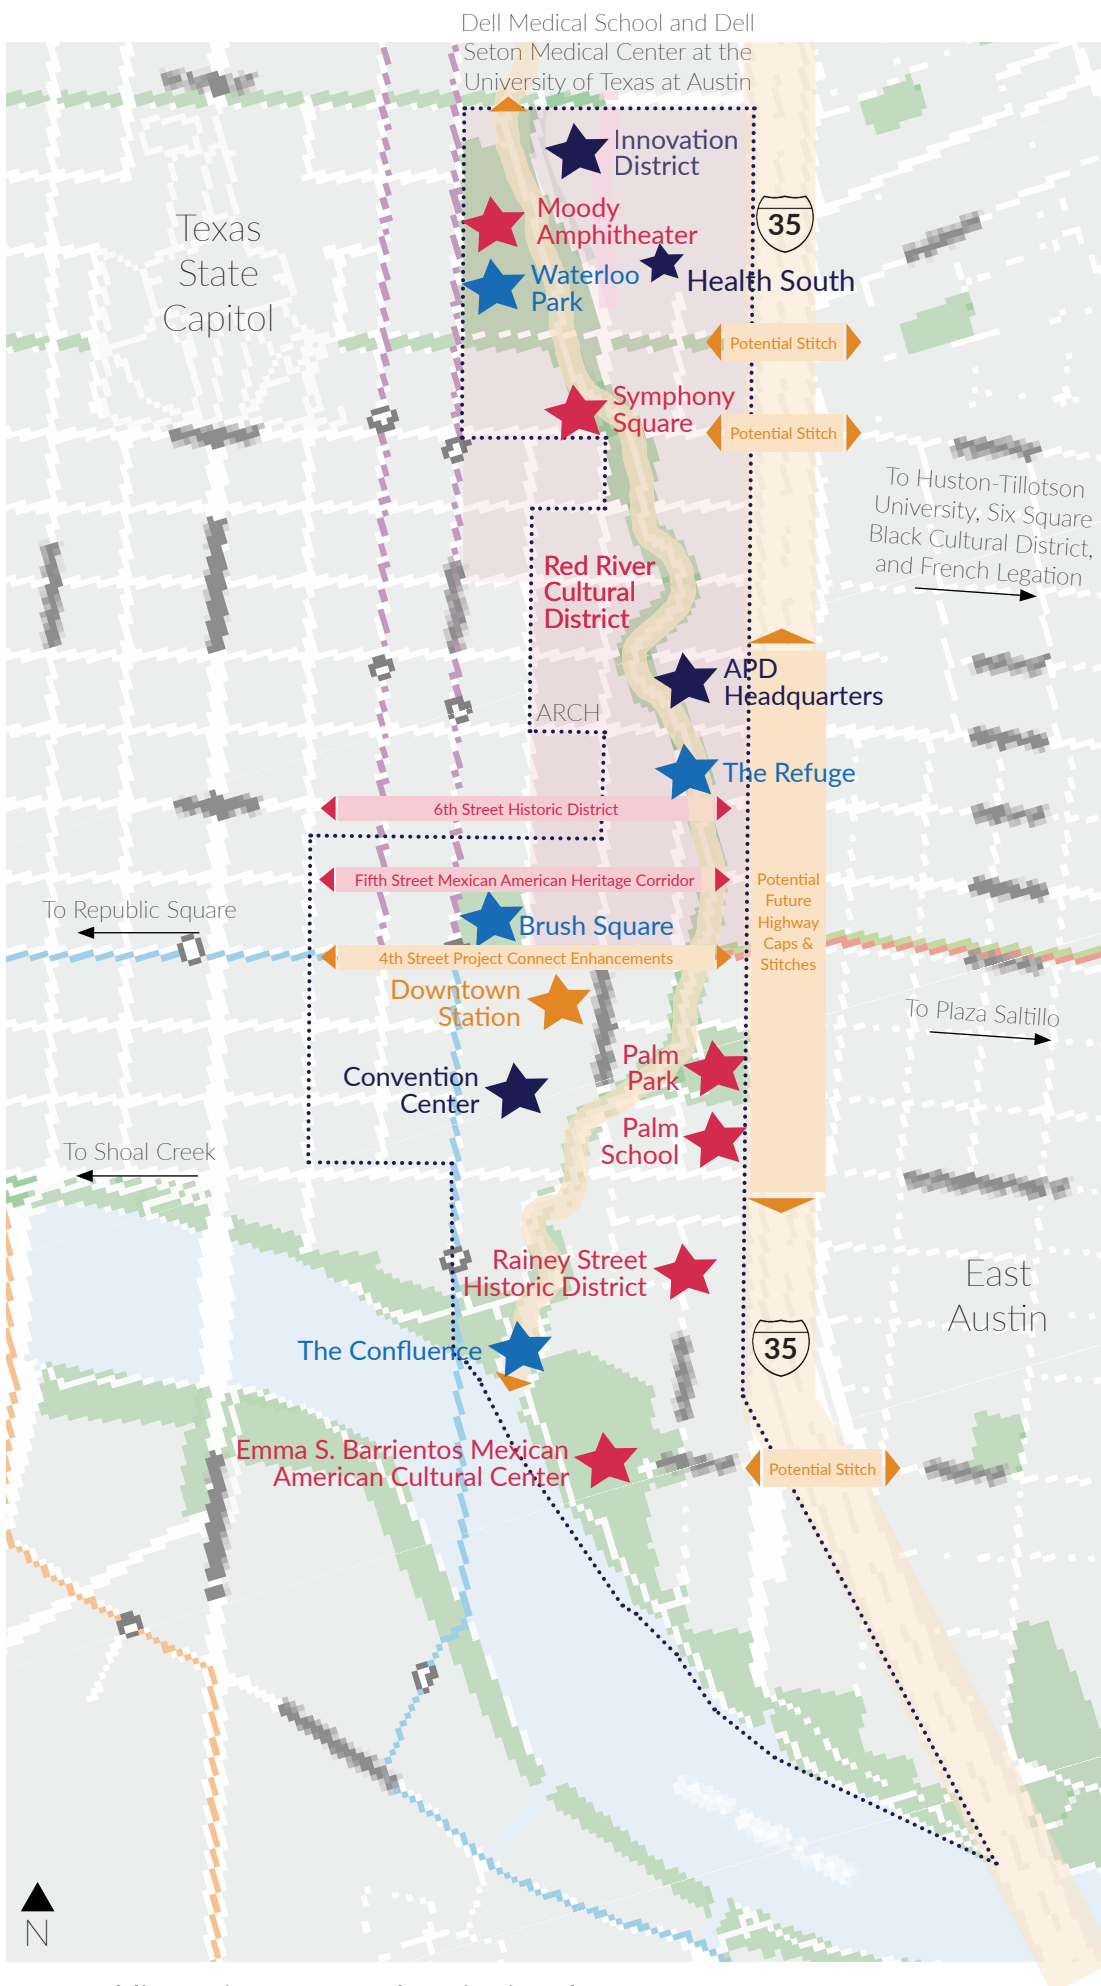 Dell Medical School and Dell
Seton Medical Center at the
University of Texas at Austin
Innovation
District
Moody
Amphitheater
Waterloo
Park
Health South
35
Texas
State
Capitol
Potential Stitch
Symphony
Square
Potential Stitch
To Huston-Tillotson
University, Six Square
Black Cultural District,
and French Legation
Red River
Cultural
District
APD
Headquarters
ARCH
The Refuge
6th Street Historic District
Fifth Street Mexican American Heritage Corridor
Potential
Future
Highway
Caps &
Stitches
To Republic Square
Brush Square
4th Street Project Connect Enhancements
Downtown
Station
To Plaza Saltillo
Palm
Park
Convention
Center
Palm
School
To Shoal Creek
Rainey Street
Historic District
East
Austin
The Confluence
35
Emma S. Barrientos Mexican
American Cultural Center
Potential Stitch
N